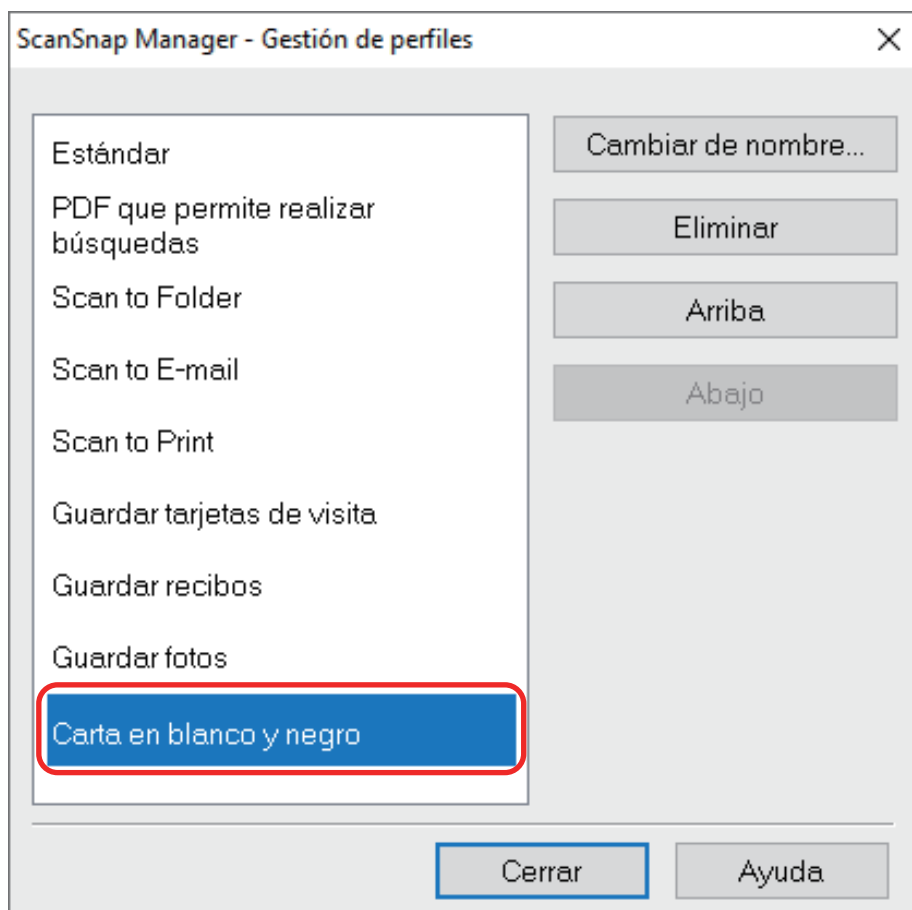 ScanSnap Manager - Gestión de perfiles
Estándar
PDF que permite realizar
búsquedas
Scan to Folder
Scan to E-mail
Scan to Print
Guardar tarjetas de visita
Guardar recibos
Guardar fotos
Carta en blanco y negro
Cambiar de nombre...
Eliminar
Arriba
Abajo
Cerrar
Ayuda